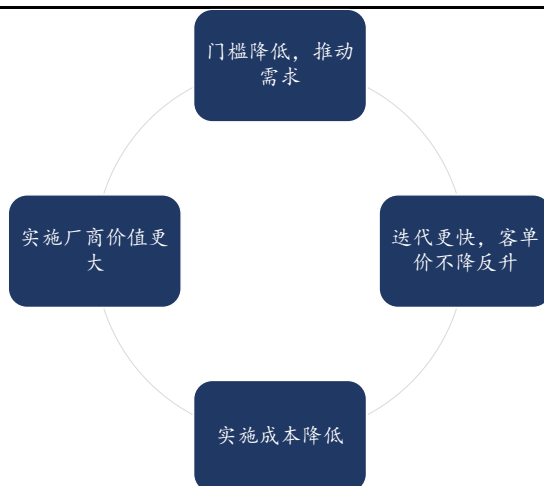 门槛降低，推动
需求
实施厂商价值更
大
迭代更快，客单
价不降反升
实施成本降低